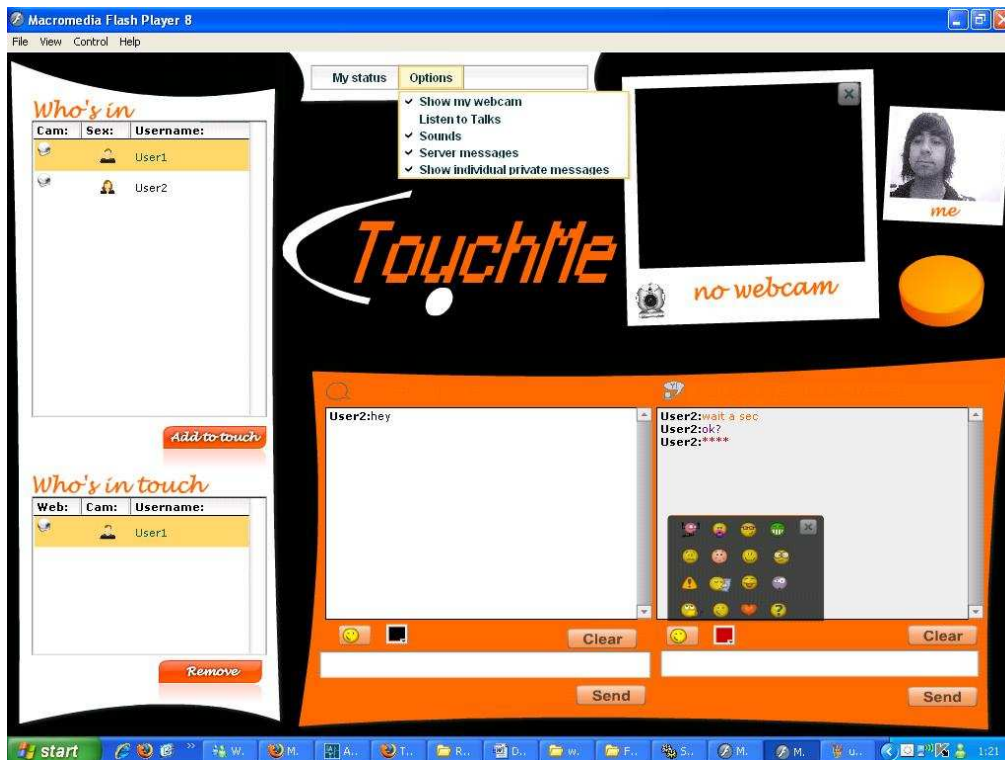 Macromedia Flash Player 8
File View Control Help
My status Options
Show my webcam
Listen to Talks
Sounds
Server messages
Show individual private messages
Who's in
Cam: Sex: Username:
User1
User2
Add to touch
Who's in touch
Web: Cam: Username:
User1
Remove
TouchMe
no webcam
me
User2:hey
Clear
Send
User2:wait a sec
User2:ok?
User2:****
Clear
Send
start W.. M.. A.. T.. R.. D.. w.. F.. S.. M.. M.. u.. 1:21